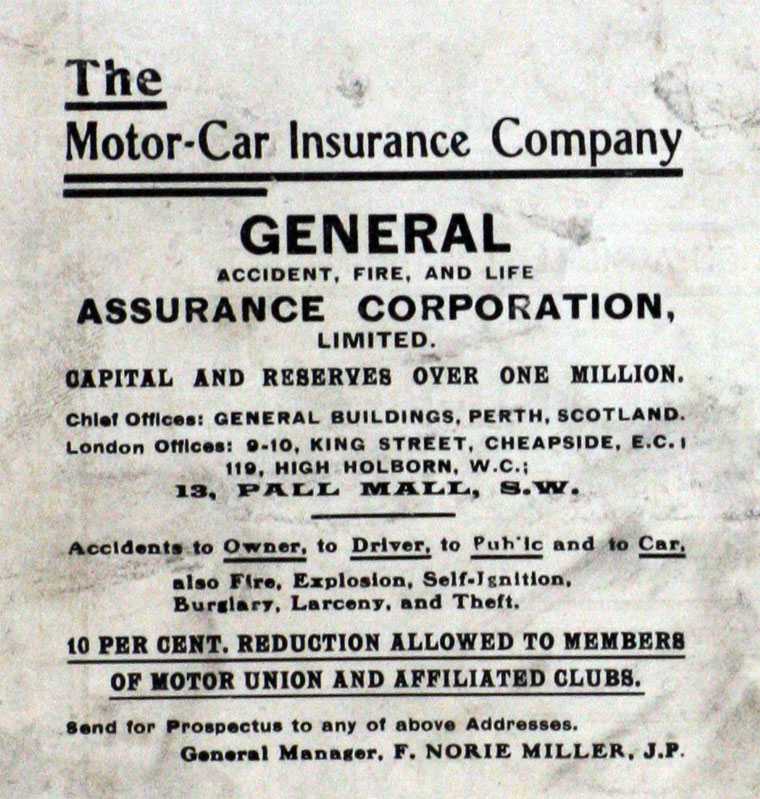 The
Motor-Car Insurance Company
GENERAL
ACCIDENT, FIRE, AND LIFE
ASSURANCE CORPORATION,
LIMITED.
CAPITAL AND RESERVES OVER ONE MILLION.
Chief Offices: GENERAL BUILDINGS, PERTH, SCOTLAND.
London Offices: 9-10, KING STREET, CHEAPSIDE, E.C.;
119, HIGH HOLBORN, W.C.;
13, PALL MALL, S.W.
Accidents to Owner, to Driver, to Public and to Car,
also Fire, Explosion, Self-Ignition,
Burglary, Larceny, and Theft.
10 PER CENT. REDUCTION ALLOWED TO MEMBERS
OF MOTOR UNION AND AFFILIATED CLUBS.
Send for Prospectus to any of above Addresses.
General Manager, F. NORIE MILLER, J.P.